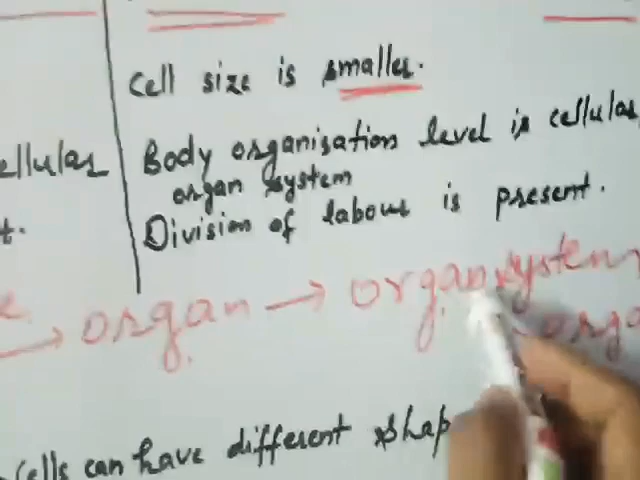 Cell size is smaller.
ellular
Body organisation level is cellular
organ system
t.
Division of labour is present.
→ organ → organ system
orga
Cells can have different shap